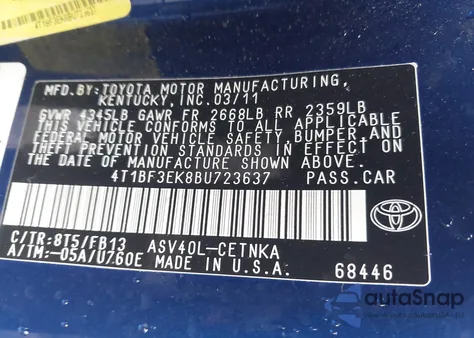 4T1BF3EK8BU723637
MFD.BY:TOYOTA MOTOR MANUFACTURING,
KENTUCKY, INC. 03/11
GVWR 4345LB GAWR FR 2668LB RR 2359LB
THIS VEHICLE CONFORMS TO ALL APPLICABLE
FEDERAL MOTOR VEHICLE SAFETY, BUMPER, AND
THEFT PREVENTION STANDARDS IN EFFECT ON
THE DATE OF MANUFACTURE SHOWN ABOVE.
4T1BF3EK8BU723637 PASS.CAR
C/TR:8T5/FB13 ASV40L-CETNKA
A/TM:-05A/U760E MADE IN U.S.A.
TOYOTA
68446
autoSnap